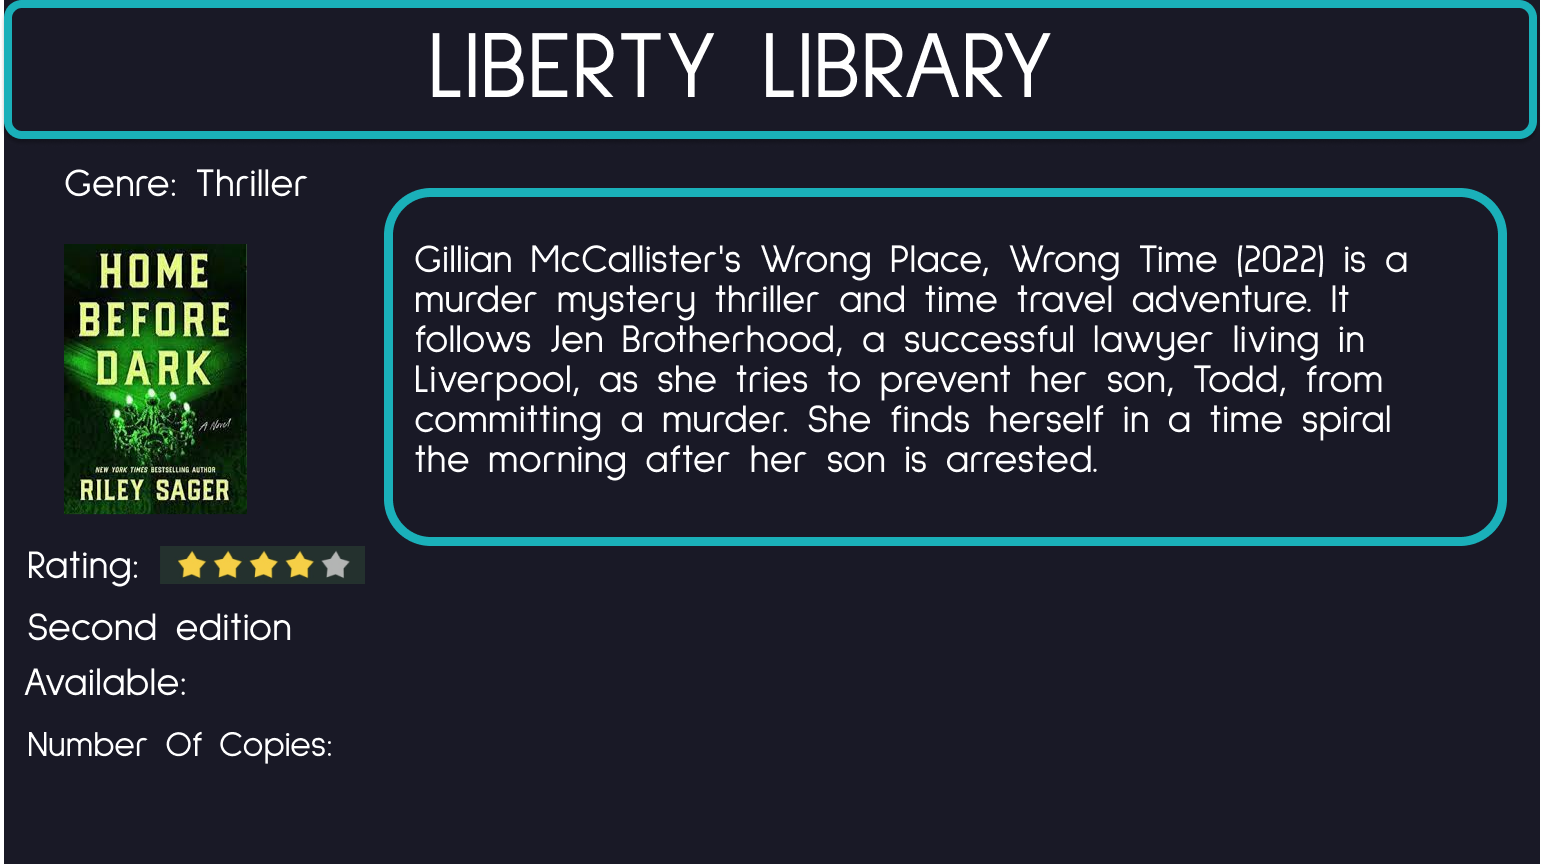 LIBERTY LIBRARY
Genre: Thriller
HOME
BEFORE
DARK
A Novel
NEW YORK TIMES BESTSELLING AUTHOR
RILEY SAGER
Gillian McCallister's Wrong Place, Wrong Time (2022) is a
murder mystery thriller and time travel adventure. It
follows Jen Brotherhood, a successful lawyer living in
Liverpool, as she tries to prevent her son, Todd, from
committing a murder. She finds herself in a time spiral
the morning after her son is arrested.
Rating:
Second edition
Available:
Number Of Copies: